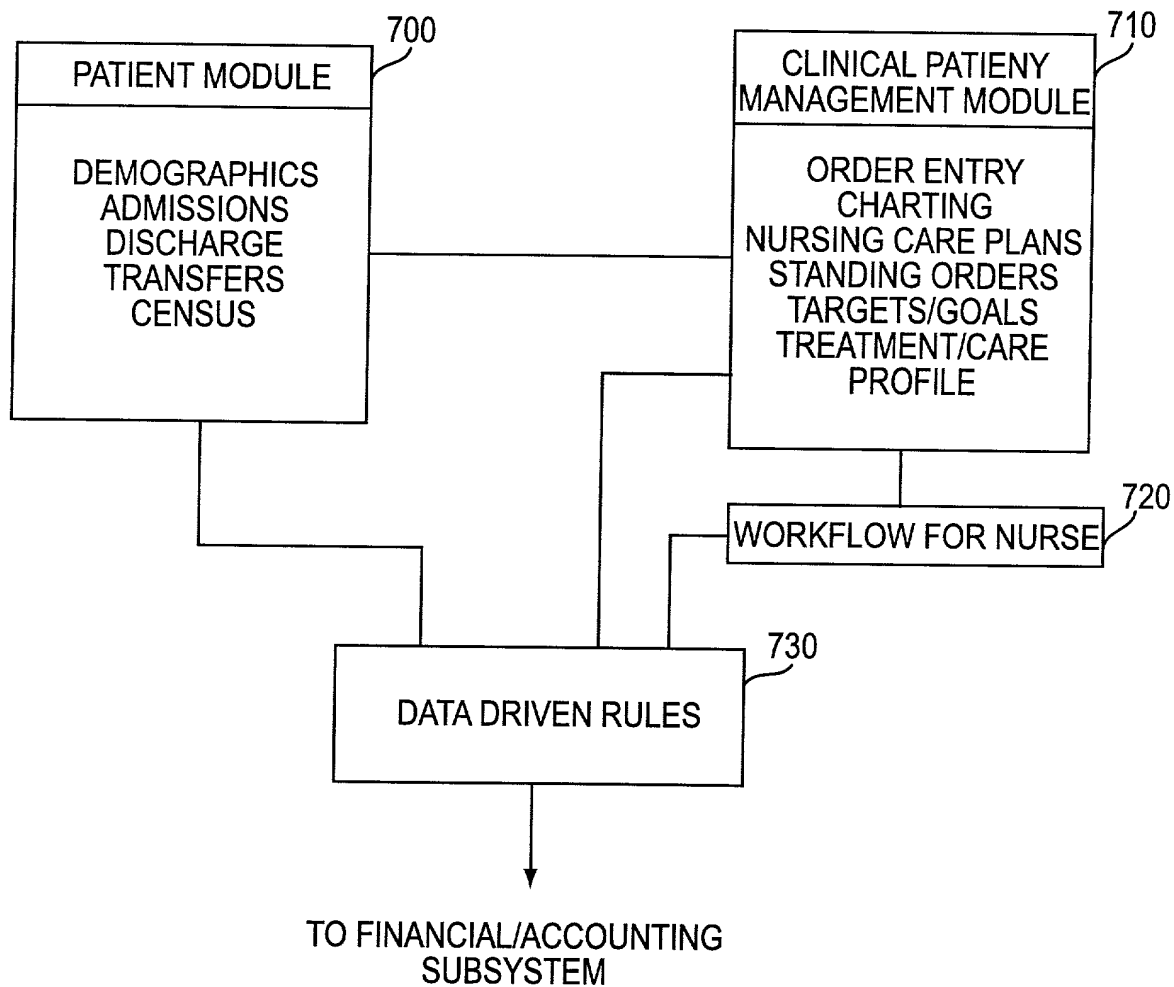 700
PATIENT MODULE
DEMOGRAPHICS
ADMISSIONS
DISCHARGE
TRANSFERS
CENSUS
710
CLINICAL PATIENY
MANAGEMENT MODULE
ORDER ENTRY
CHARTING
NURSING CARE PLANS
STANDING ORDERS
TARGETS/GOALS
TREATMENT/CARE
PROFILE
720
WORKFLOW FOR NURSE
730
DATA DRIVEN RULES
TO FINANCIAL/ACCOUNTING
SUBSYSTEM